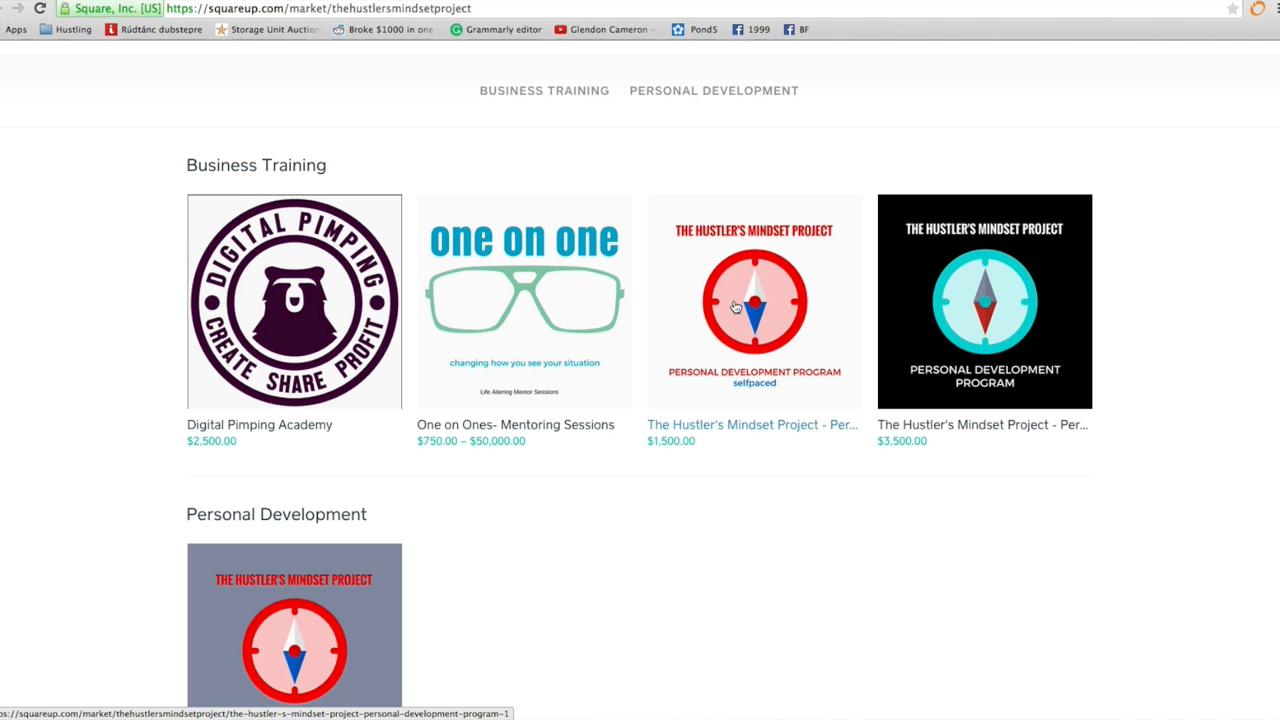 Square, Inc. [US] https://squareup.com/market/thehustlersmindsetproject
Apps Hustling Rúdtánc dubstepre Storage Unit Auction Broke $1000 in one Grammarly editor Glendon Cameron - Pond5 1999 BF
BUSINESS TRAINING PERSONAL DEVELOPMENT
Business Training
DIGITAL PIMPING
CREATE SHARE PROFIT
one on one
changing how you see your situation
Life Altering Mentor Sessions
THE HUSTLER'S MINDSET PROJECT
PERSONAL DEVELOPMENT PROGRAM
selfpaced
THE HUSTLER'S MINDSET PROJECT
PERSONAL DEVELOPMENT
PROGRAM
Digital Pimping Academy
$2,500.00
One on Ones- Mentoring Sessions
$750.00 – $50,000.00
The Hustler's Mindset Project - Per...
$1,500.00
The Hustler's Mindset Project - Per...
$3,500.00
Personal Development
THE HUSTLER'S MINDSET PROJECT
ps://squareup.com/market/thehustlersmindsetproject/the-hustler-s-mindset-project-personal-development-program-1